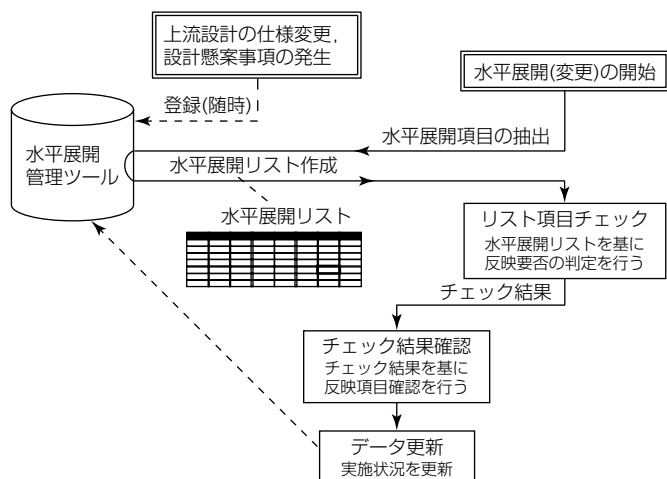 上流設計の仕様変更，
設計懸案事項の発生
水平展開(変更)の開始
登録(随時)
水平展開項目の抽出
水平展開
管理ツール
水平展開リスト作成
水平展開リスト
リスト項目チェック
水平展開リストを基に
反映要否の判定を行う
チェック結果
チェック結果確認
チェック結果を基に
反映項目確認を行う
データ更新
実施状況を更新